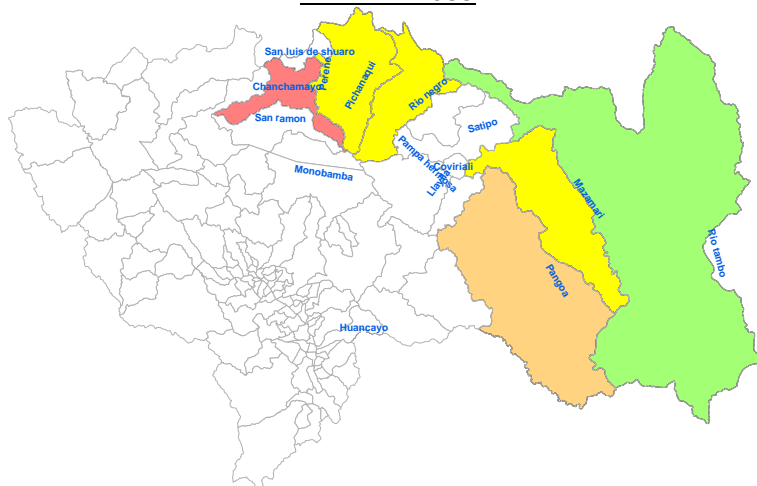 San luis de shuaro
Perene
Chanchamayo
Pichanaqui
Rio negro
San ramon
Satipo
Monobamba
Pampa hermosa
Coviriali
Mazamari
Rio tambo
Pangoa
Huancayo